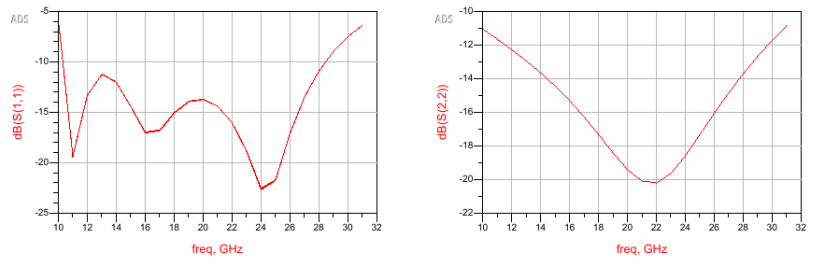 ADS
dB(S(1,1))
-5
-10
-15
-20
-25
10 12 14 16 18 20 22 24 26 28 30 32
freq, GHz
ADS
dB(S(2,2))
-10
-12
-14
-16
-18
-20
-22
10 12 14 16 18 20 22 24 26 28 30 32
freq, GHz